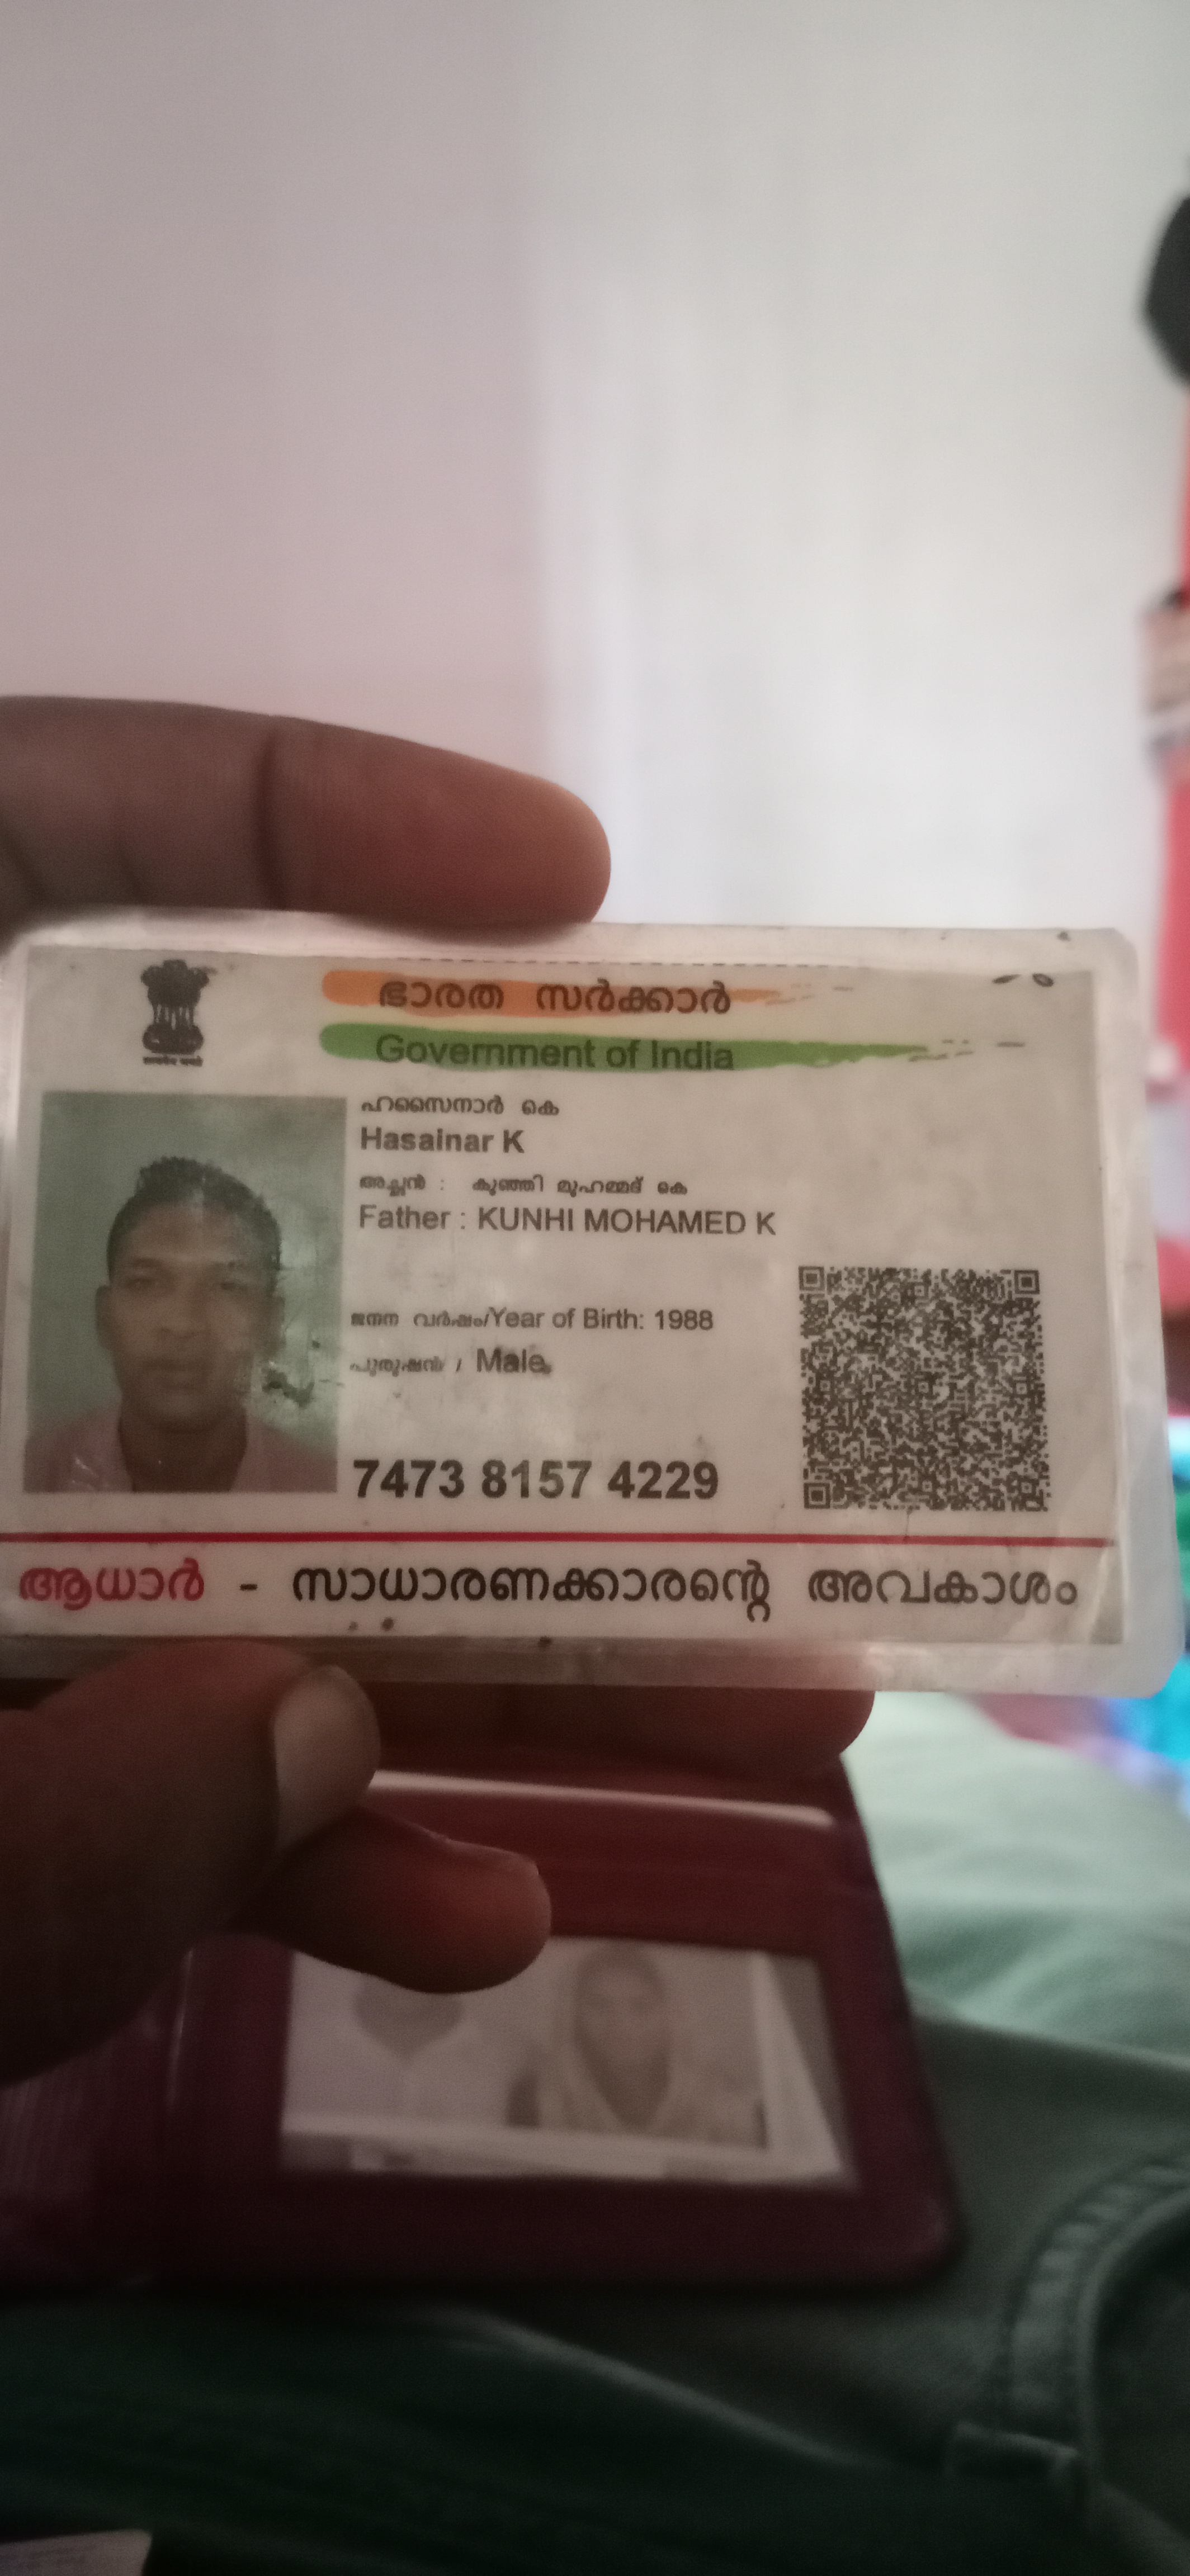 ഭാരത സർക്കാർ
Government of India
ഹസൈനാർ കെ
Hasainar K
അച്ഛൻ : കുഞ്ഞി മുഹമ്മദ് കെ
Father : KUNHI MOHAMED K
ജനന വർഷം/Year of Birth: 1988
പുരുഷൻ / Male
7473 8157 4229
ആധാർ - സാധാരണക്കാരന്റെ അവകാശം